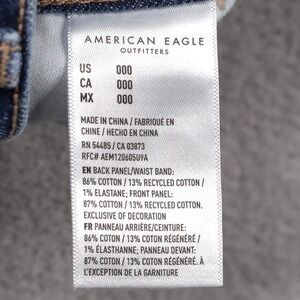 AMERICAN EAGLE
OUTFITTERS
US 000
CA 000
MX 000
MADE IN CHINA / FABRIQUÉ EN
CHINE / HECHO EN CHINA
RN 54485 / CA 03873
RFC# AEM120605U9A
EN BACK PANEL/WAIST BAND:
86% COTTON / 13% RECYCLED COTTON /
1% ELASTANE; FRONT PANEL:
87% COTTON / 13% RECYCLED COTTON.
EXCLUSIVE OF DECORATION
FR PANNEAU ARRIÈRE/CEINTURE:
86% COTON / 13% COTON RÉGÉNÉRÉ /
1% ÉLASTHANNE; PANNEAU DEVANT:
87% COTON / 13% COTON RÉGÉNÉRÉ. À
L'EXCEPTION DE LA GARNITURE